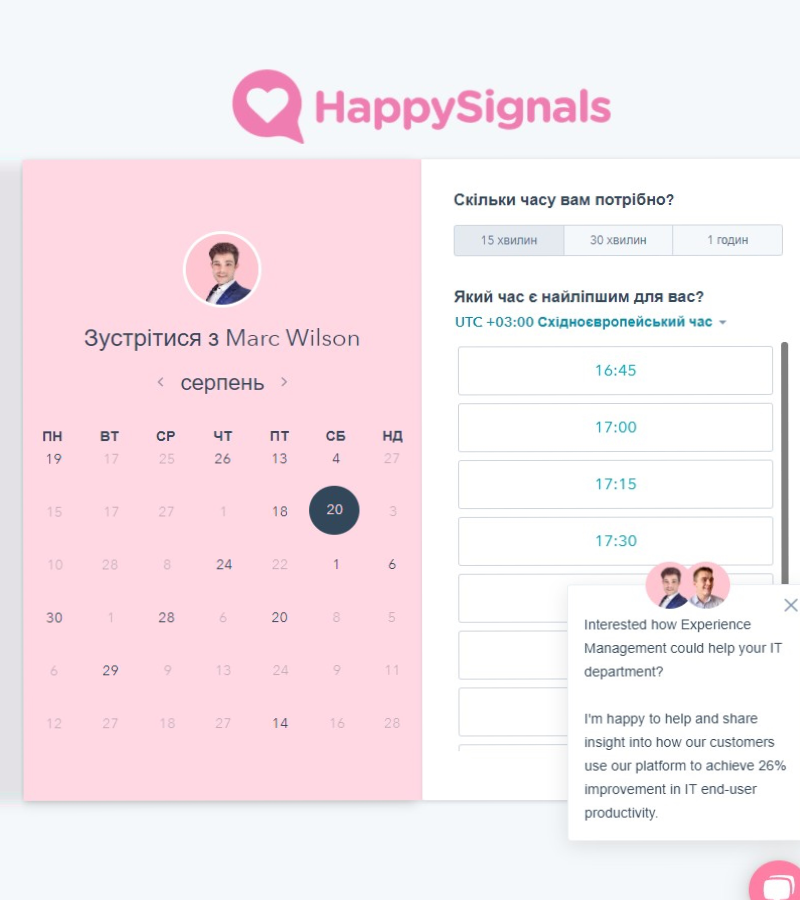 HappySignals
Зустрітися з Marc Wilson
серпень
ПН ВТ СР ЧТ ПТ СБ НД
19 17 25 26 13 4 27
15 17 27 1 18 20 3
10 28 8 24 22 1 6
30 1 28 6 20 8 5
6 29 9 13 24 9 11
12 27 18 27 14 16 28
Скільки часу вам потрібно?
15 хвилин 30 хвилин 1 годин
Який час є найліпшим для вас?
UTC +03:00 Східноєвропейський час
16:45
17:00
17:15
17:30
Interested how Experience
Management could help your IT
department?
I'm happy to help and share
insight into how our customers
use our platform to achieve 26%
improvement in IT end-user
productivity.